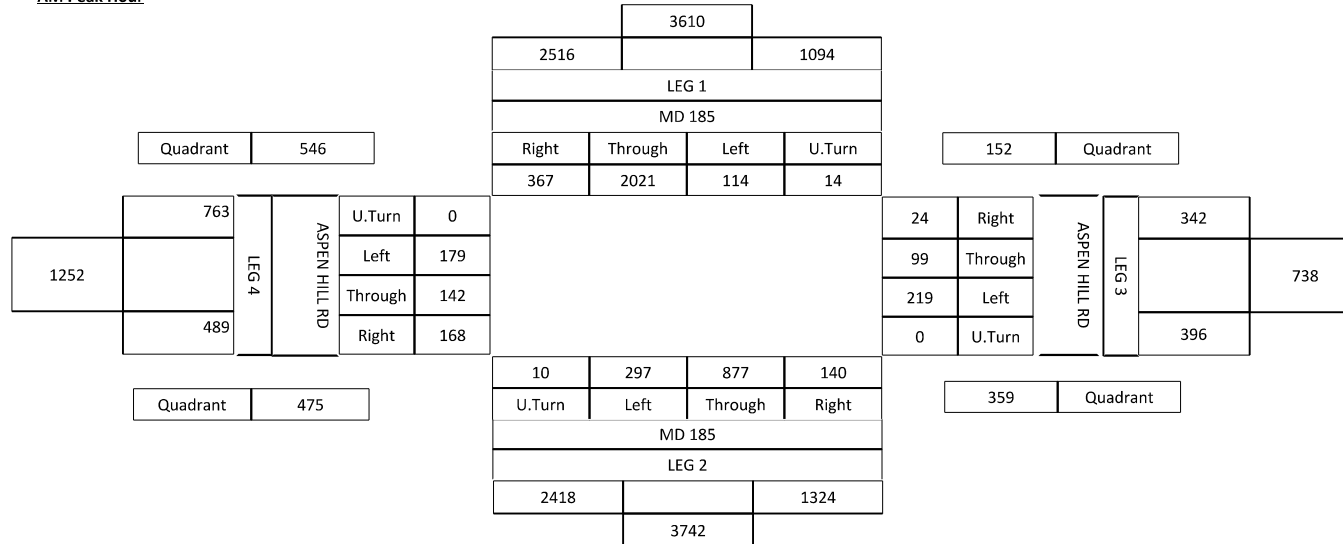 AM Peak Hour
3610
2516 1094
LEG 1
MD 185
Quadrant 546
Right Through Left U.Turn
367 2021 114 14
152 Quadrant
763
1252
489
LEG 4
ASPEN HILL RD
U.Turn 0
Left 179
Through 142
Right 168
24 Right
99 Through
219 Left
0 U.Turn
ASPEN HILL RD
LEG 3
342
738
396
Quadrant 475
10 297 877 140
U.Turn Left Through Right
359 Quadrant
MD 185
LEG 2
2418 1324
3742